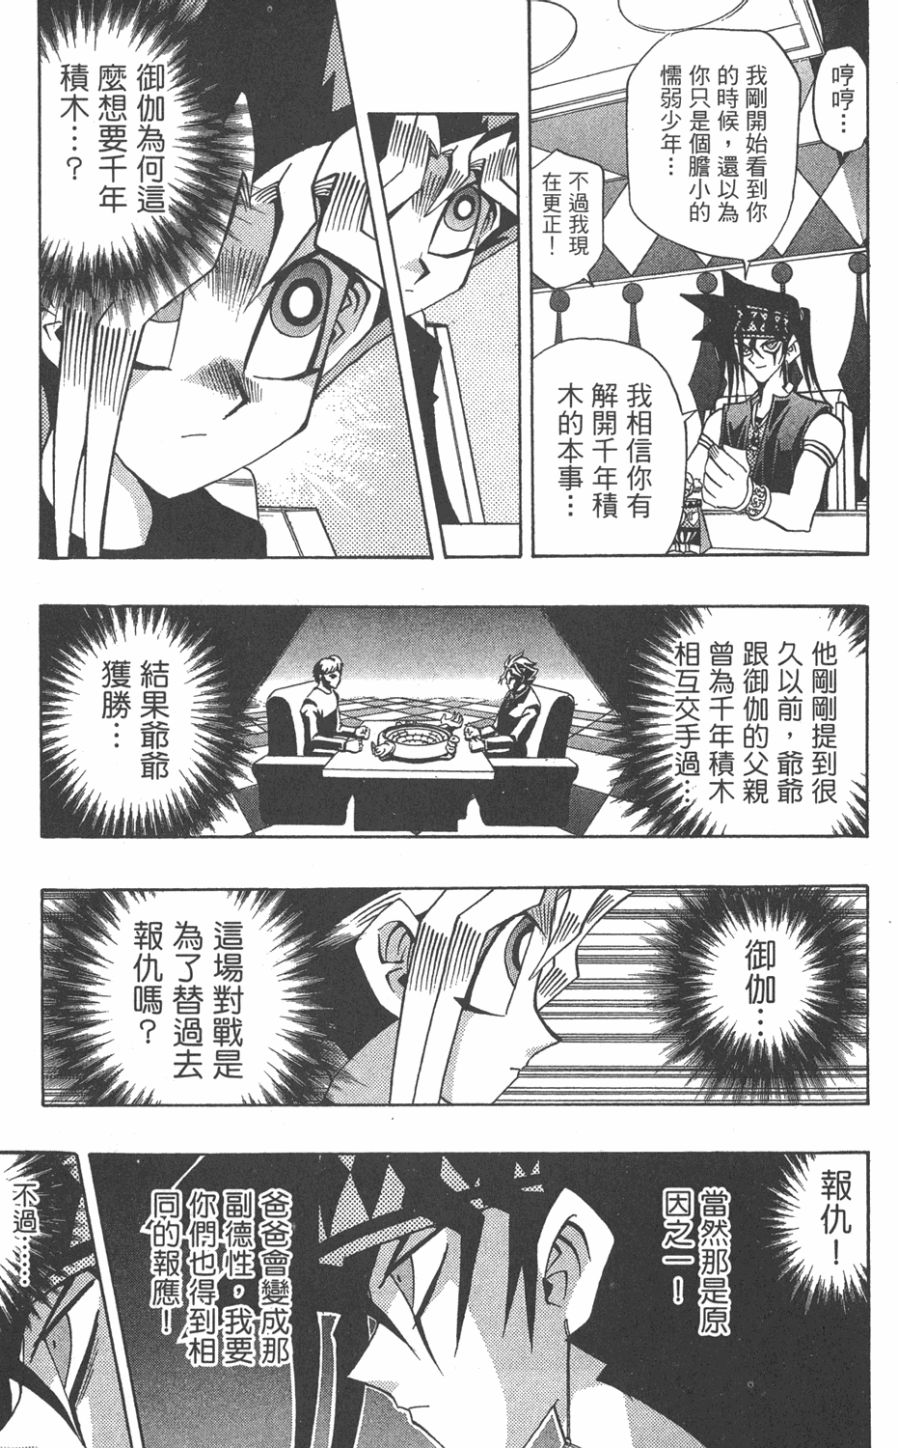 哼哼…
我剛開始看到你
的時候，還以為
你只是個膽小的
懦弱少年…
不過我現
在更正！
我相信你有
解開千年積
木的本事…
御伽為何這
麼想要千年
積木…？
他剛剛提到很
久以前，爺爺
跟御伽的父親
曾為千年積木
相互交手過…
結果爺爺
獲勝…
御伽…
這場對戰是
為了替過去
報仇嗎？
報仇！
當然那是原
因之一！
爸爸會變成那
副德性，我要
你們也得到相
同的報應！
不過……